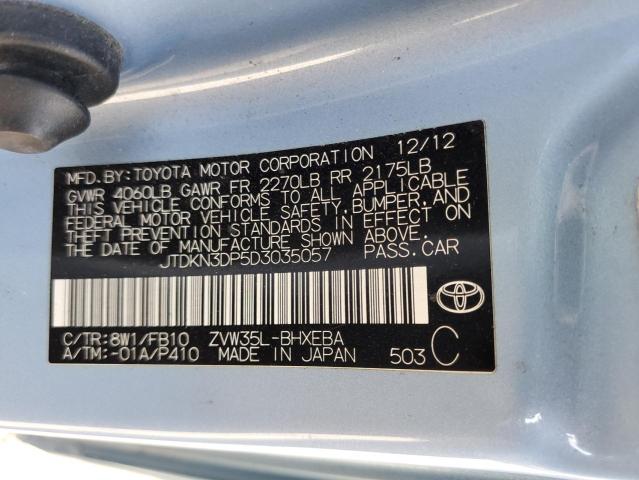 MFD. BY: TOYOTA MOTOR CORPORATION 12/12
GVWR 4060LB GAWR FR 2270LB RR 2175LB
THIS VEHICLE CONFORMS TO ALL APPLICABLE
FEDERAL MOTOR VEHICLE SAFETY, BUMPER, AND
THEFT PREVENTION STANDARDS IN EFFECT ON
THE DATE OF MANUFACTURE SHOWN ABOVE.
JTDKN3DP5D3035057 PASS. CAR
C/TR: 8W1/FB10 ZVW35L-BHXEBA
A/TM: -01A/P410 MADE IN JAPAN 503 C